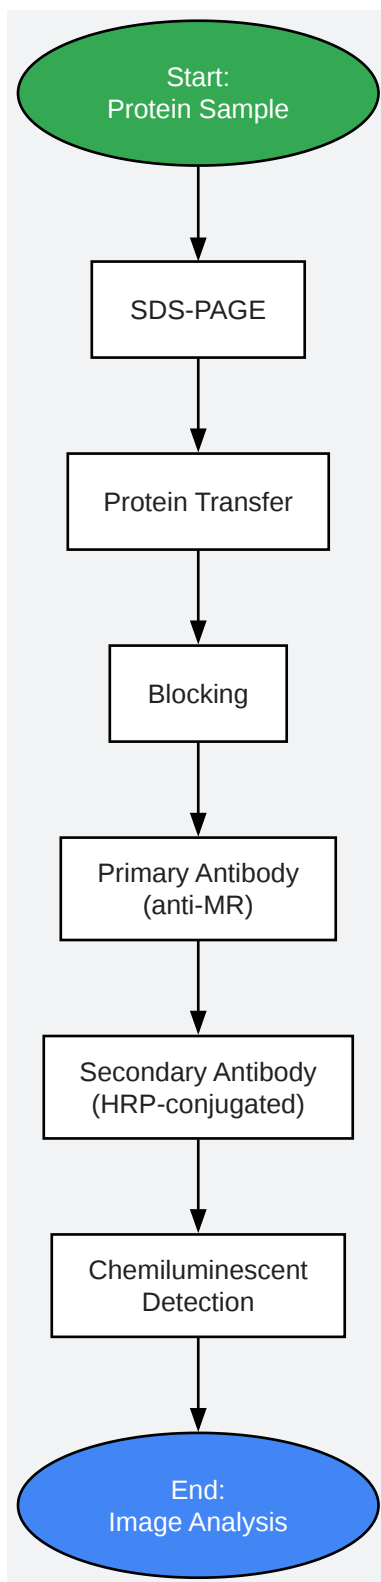 Start:
Protein Sample
SDS-PAGE
Protein Transfer
Blocking
Primary Antibody
(anti-MR)
Secondary Antibody
(HRP-conjugated)
Chemiluminescent
Detection
End:
Image Analysis